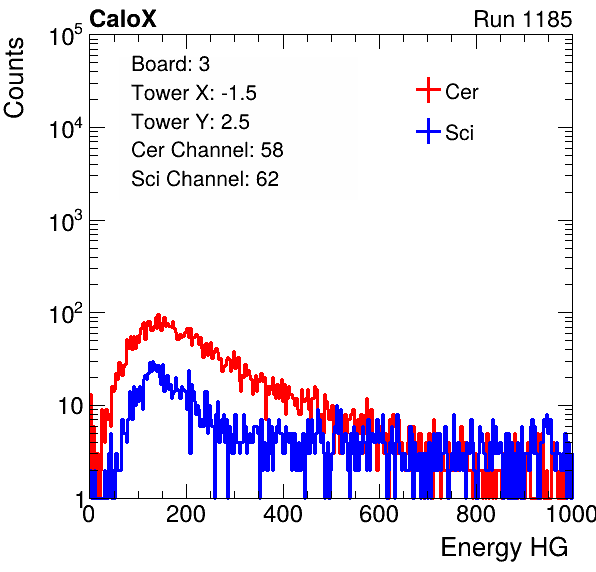 CaloX Run 1185
Counts
10^5
10^4
10^3
10^2
10
1
Board: 3
Tower X: -1.5
Tower Y: 2.5
Cer Channel: 58
Sci Channel: 62
Cer
Sci
0 200 400 600 800 1000
Energy HG